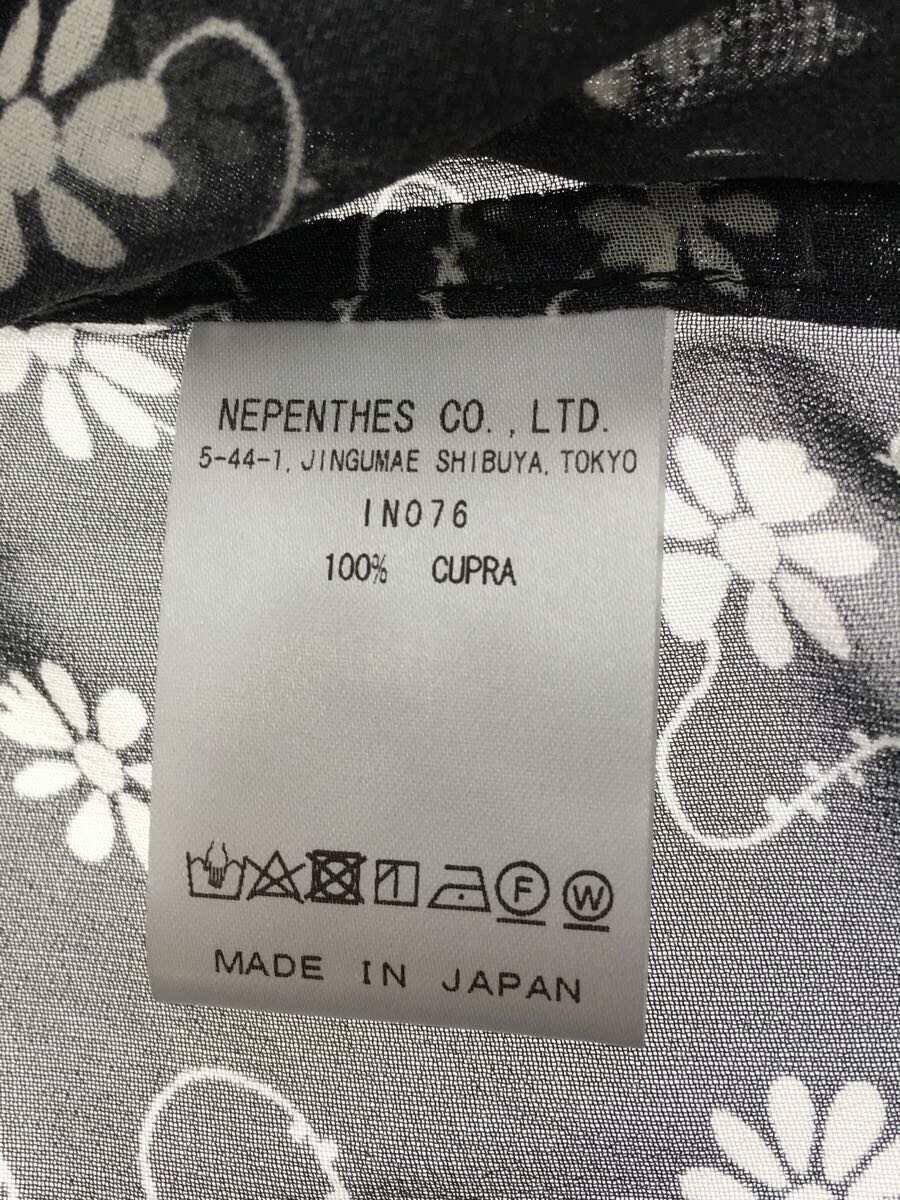 NEPENTHES CO., LTD.
5-44-1, JINGUMAE SHIBUYA, TOKYO
IN076
100% CUPRA
F W
MADE IN JAPAN